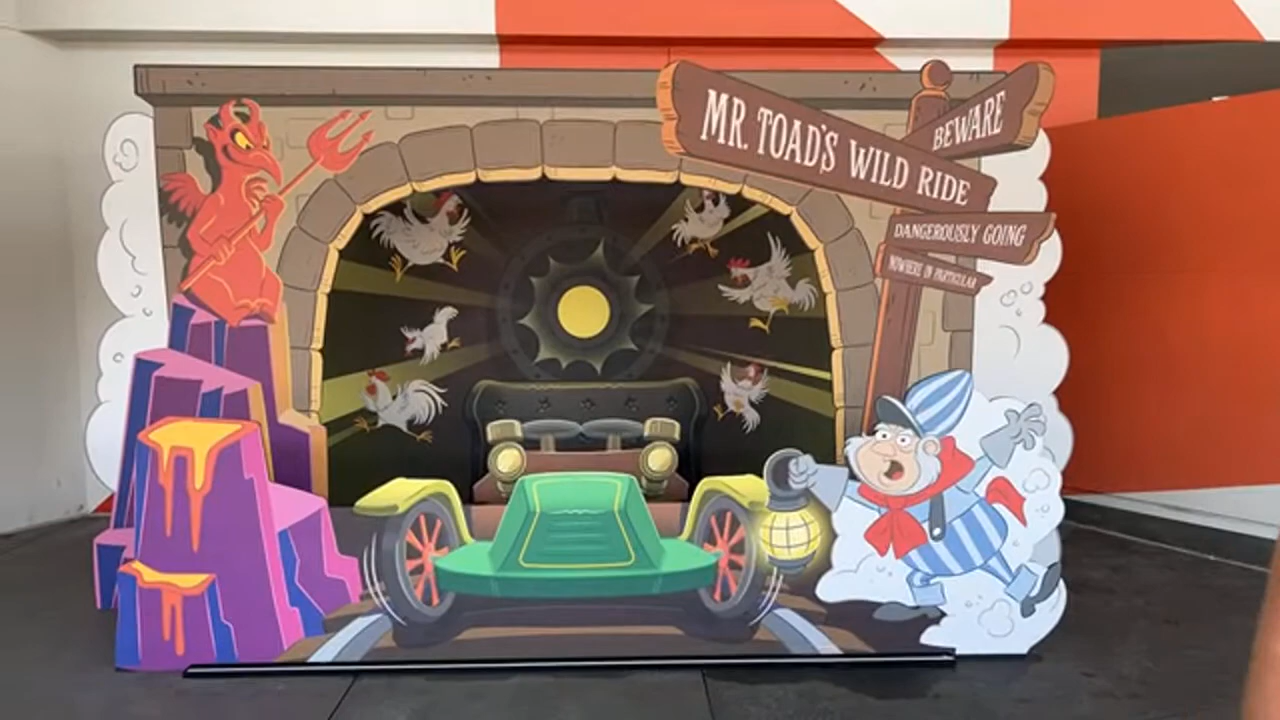 MR. TOAD'S WILD RIDE
BEWARE
DANGEROUSLY GOING
NOWHERE IN PARTICULAR